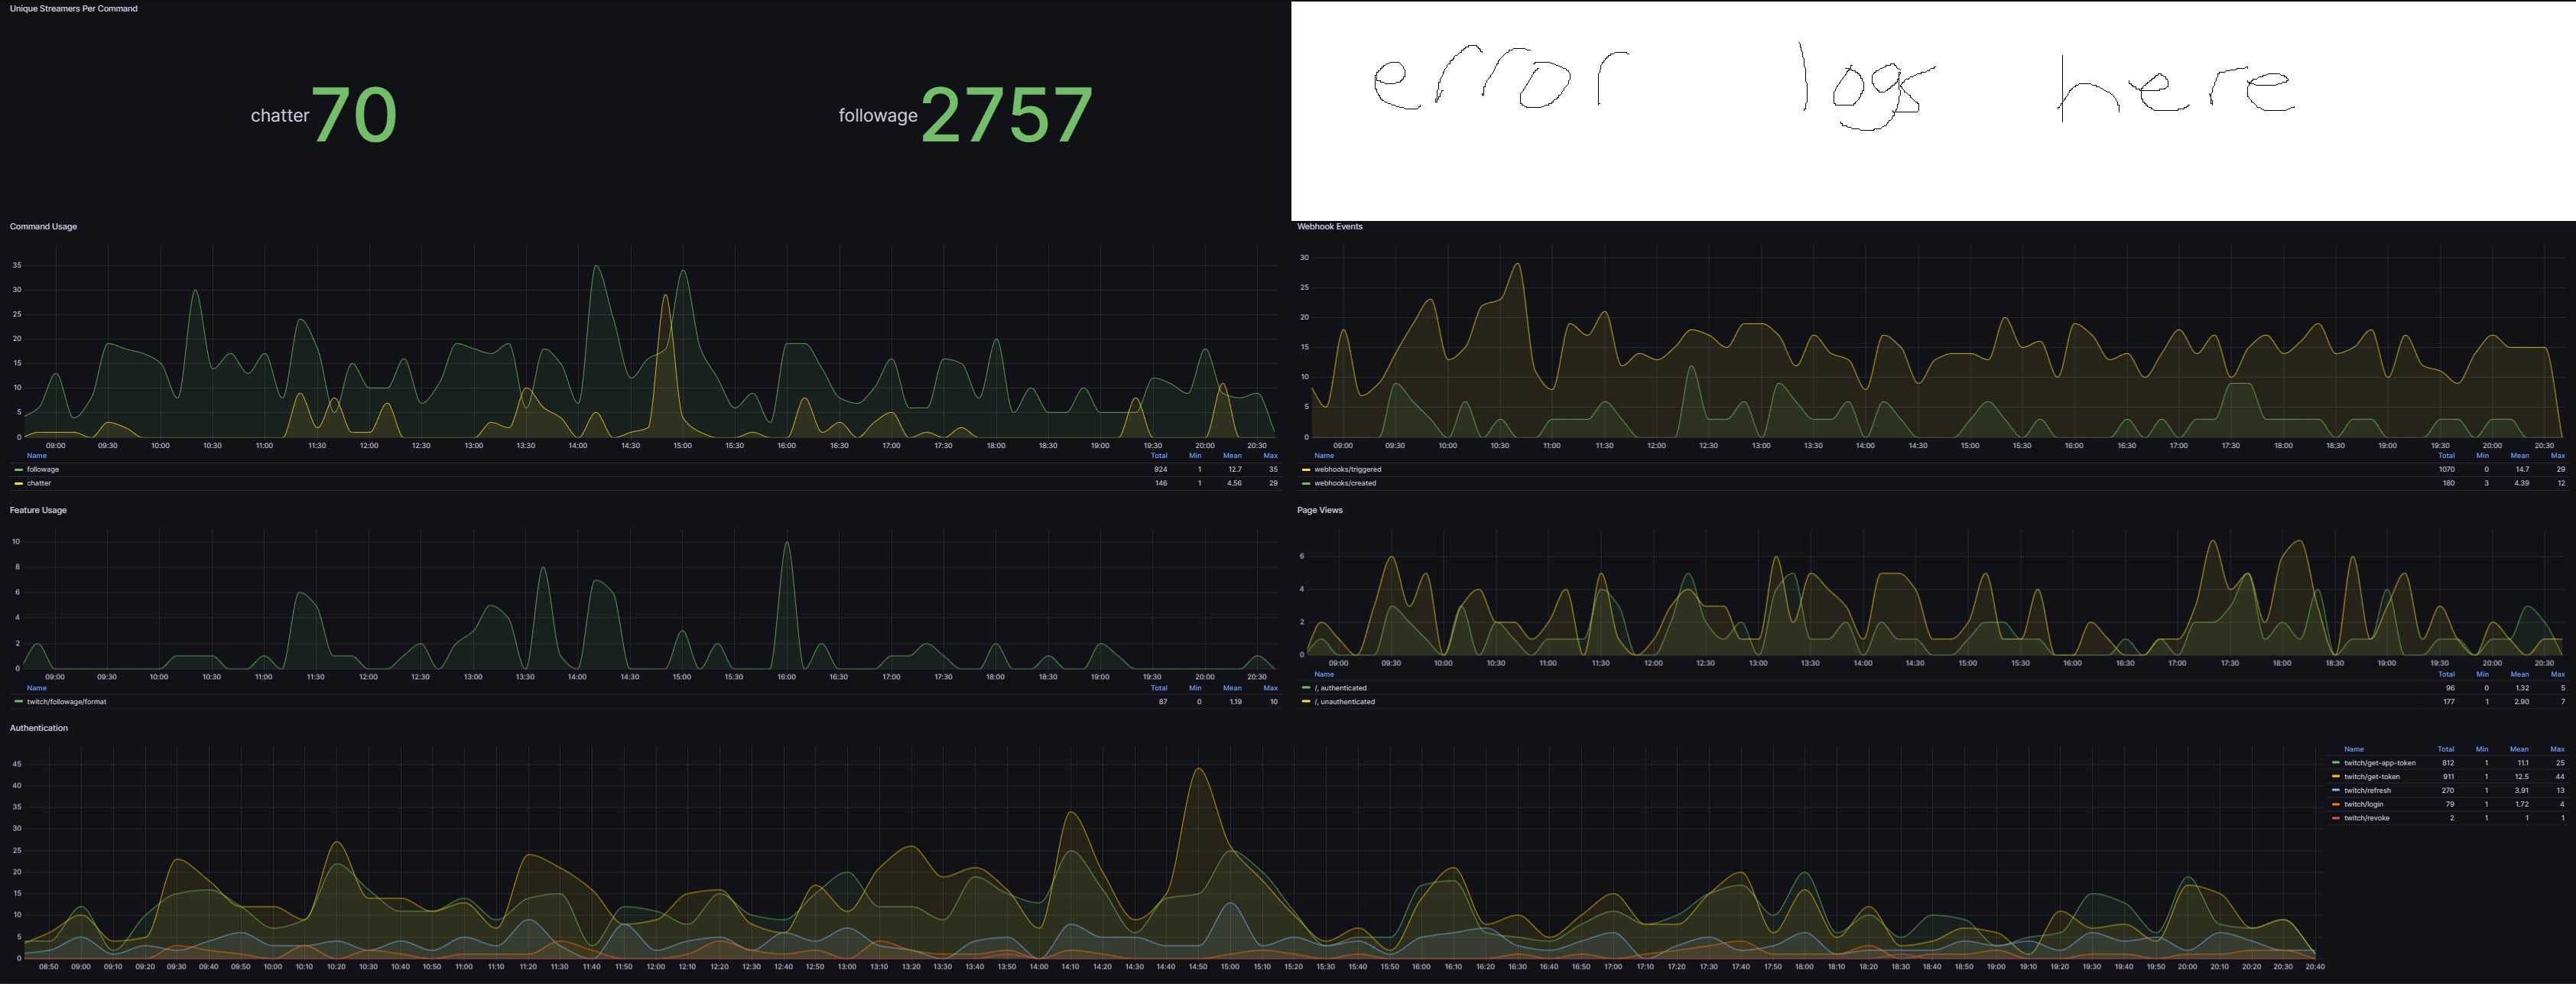 Unique Streamers Per Command
chatter 70
followage 2757
error logs here
Command Usage
35
30
25
20
15
10
5
0
09:00 09:30 10:00 10:30 11:00 11:30 12:00 12:30 13:00 13:30 14:00 14:30 15:00 15:30 16:00 16:30 17:00 17:30 18:00 18:30 19:00 19:30 20:00 20:30
Name Total Min Mean Max
followage 924 1 12.7 35
chatter 146 1 4.56 29
Webhook Events
30
25
20
15
10
5
0
09:00 09:30 10:00 10:30 11:00 11:30 12:00 12:30 13:00 13:30 14:00 14:30 15:00 15:30 16:00 16:30 17:00 17:30 18:00 18:30 19:00 19:30 20:00 20:30
Name Total Min Mean Max
webhooks/triggered 1070 0 14.7 29
webhooks/created 180 3 4.39 12
Feature Usage
10
8
6
4
2
0
09:00 09:30 10:00 10:30 11:00 11:30 12:00 12:30 13:00 13:30 14:00 14:30 15:00 15:30 16:00 16:30 17:00 17:30 18:00 18:30 19:00 19:30 20:00 20:30
Name Total Min Mean Max
twitch/followage/format 87 0 1.19 10
Page Views
6
4
2
0
09:00 09:30 10:00 10:30 11:00 11:30 12:00 12:30 13:00 13:30 14:00 14:30 15:00 15:30 16:00 16:30 17:00 17:30 18:00 18:30 19:00 19:30 20:00 20:30
Name Total Min Mean Max
/, authenticated 96 0 1.32 5
/, unauthenticated 177 1 2.90 7
Authentication
45
40
35
30
25
20
15
10
5
0
08:50 09:00 09:10 09:20 09:30 09:40 09:50 10:00 10:10 10:20 10:30 10:40 10:50 11:00 11:10 11:20 11:30 11:40 11:50 12:00 12:10 12:20 12:30 12:40 12:50 13:00 13:10 13:20 13:30 13:40 13:50 14:00 14:10 14:20 14:30 14:40 14:50 15:00 15:10 15:20 15:30 15:40 15:50 16:00 16:10 16:20 16:30 16:40 16:50 17:00 17:10 17:20 17:30 17:40 17:50 18:00 18:10 18:20 18:30 18:40 18:50 19:00 19:10 19:20 19:30 19:40 19:50 20:00 20:10 20:20 20:30 20:40
Name Total Min Mean Max
twitch/get-app-token 812 1 11.1 25
twitch/get-token 911 1 12.5 44
twitch/refresh 270 1 3.91 13
twitch/login 79 1 1.72 4
twitch/revoke 2 1 1 1